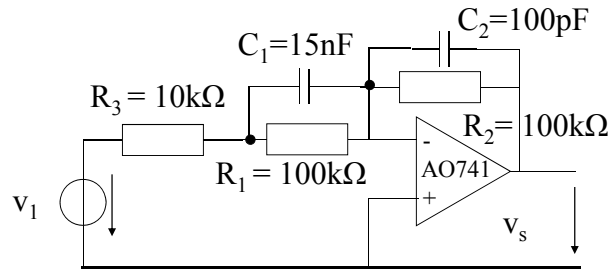 C₂=100pF
C₁=15nF
R₃ = 10kΩ
R₂ = 100kΩ
R₁ = 100kΩ
-
AO741
+
v₁
vₛ